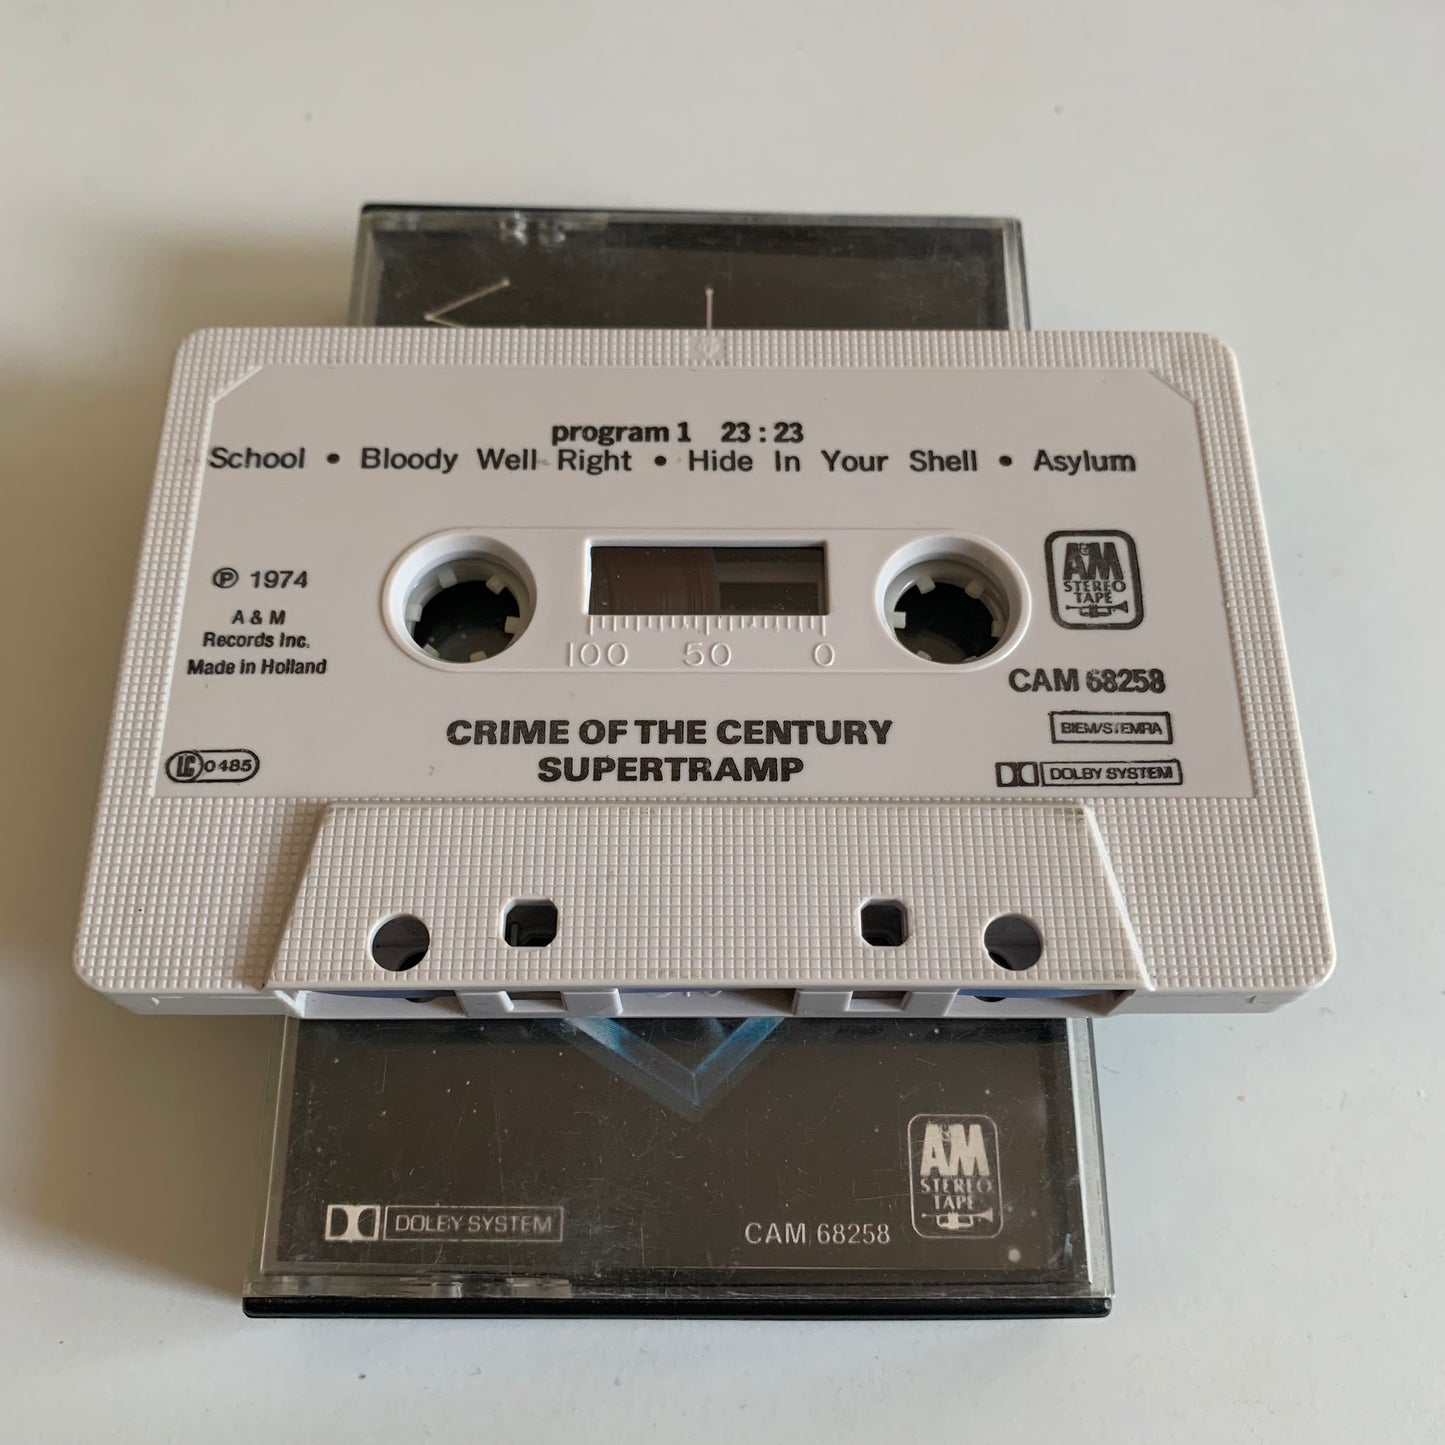 program 1 23 : 23
School • Bloody Well Right • Hide In Your Shell • Asylum
℗ 1974
A & M
Records Inc.
Made in Holland
A&M
STEREO
TAPE
100 50 0
CAM 68258
CRIME OF THE CENTURY
SUPERTRAMP
BIEM/STEMRA
LC 0485
DOLBY SYSTEM
A&M
STEREO
TAPE
DOLBY SYSTEM
CAM 68258